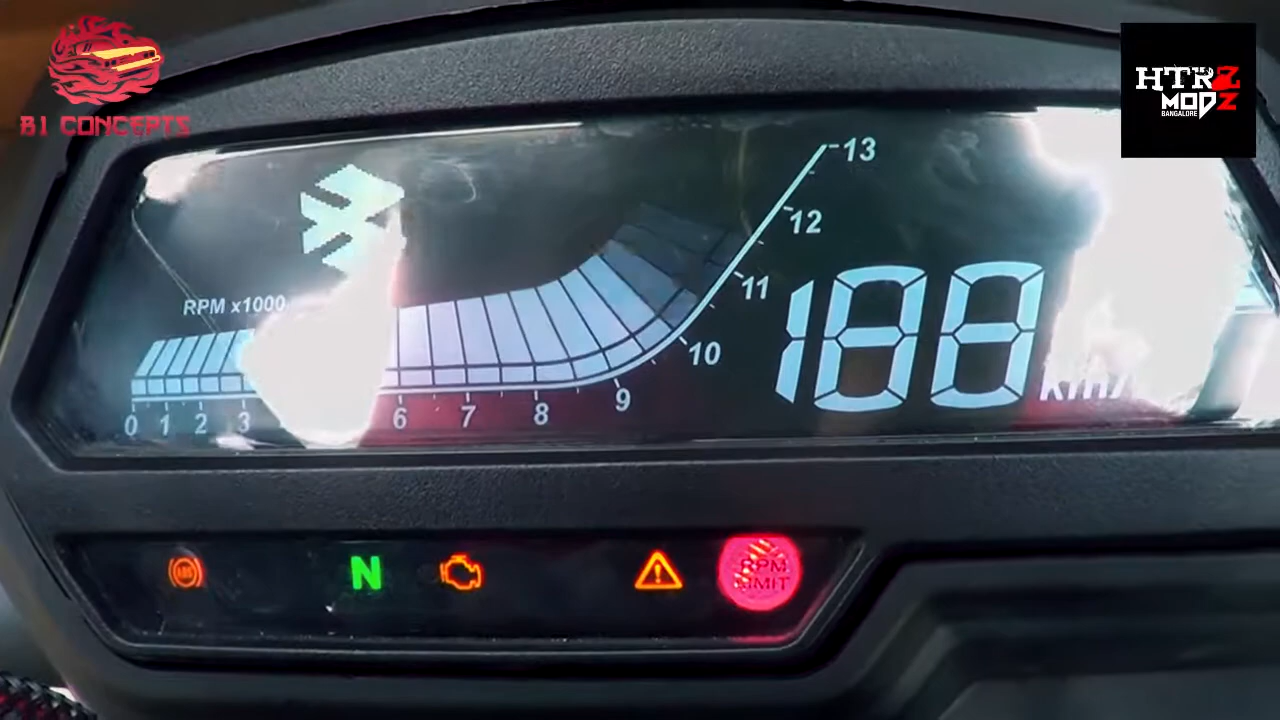 B1 CONCEPTS
HTRZ
MODZ
BANGALORE
13
12
11
10
RPM x1000
188
km/
0 1 2 3 6 7 8 9
ABS
N
RPM
LIMIT